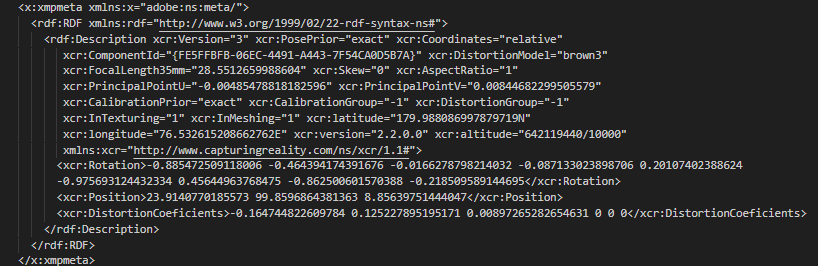 <x:xmpmeta xmlns:x="adobe:ns:meta/">
<rdf:RDF xmlns:rdf="http://www.w3.org/1999/02/22-rdf-syntax-ns#">
<rdf:Description xcr:Version="3" xcr:PosePrior="exact" xcr:Coordinates="relative"
xcr:ComponentId="{FE5FFBFB-06EC-4491-A443-7F54CA0D5B7A}" xcr:DistortionModel="brown3"
xcr:FocalLength35mm="28.5512659988604" xcr:Skew="0" xcr:AspectRatio="1"
xcr:PrincipalPointU="-0.00485478818182596" xcr:PrincipalPointV="0.00844682299505579"
xcr:CalibrationPrior="exact" xcr:CalibrationGroup="-1" xcr:DistortionGroup="-1"
xcr:InTexturing="1" xcr:InMeshing="1" xcr:latitude="179.988086997879719N"
xcr:longitude="76.532615208662762E" xcr:version="2.2.0.0" xcr:altitude="642119440/10000"
xmlns:xcr="http://www.capturingreality.com/ns/xcr/1.1#">
<xcr:Rotation>-0.885472509118006 -0.464394174391676 -0.0166278798214032 -0.087133023898706 0.20107402388624
-0.975693124432334 0.45644963768475 -0.862500601570388 -0.218509589144695</xcr:Rotation>
<xcr:Position>23.9140770185573 99.8596864381363 8.85639751444047</xcr:Position>
<xcr:DistortionCoeficients>-0.164744822609784 0.125227895195171 0.00897265282654631 0 0 0</xcr:DistortionCoeficients>
</rdf:Description>
</rdf:RDF>
</x:xmpmeta>